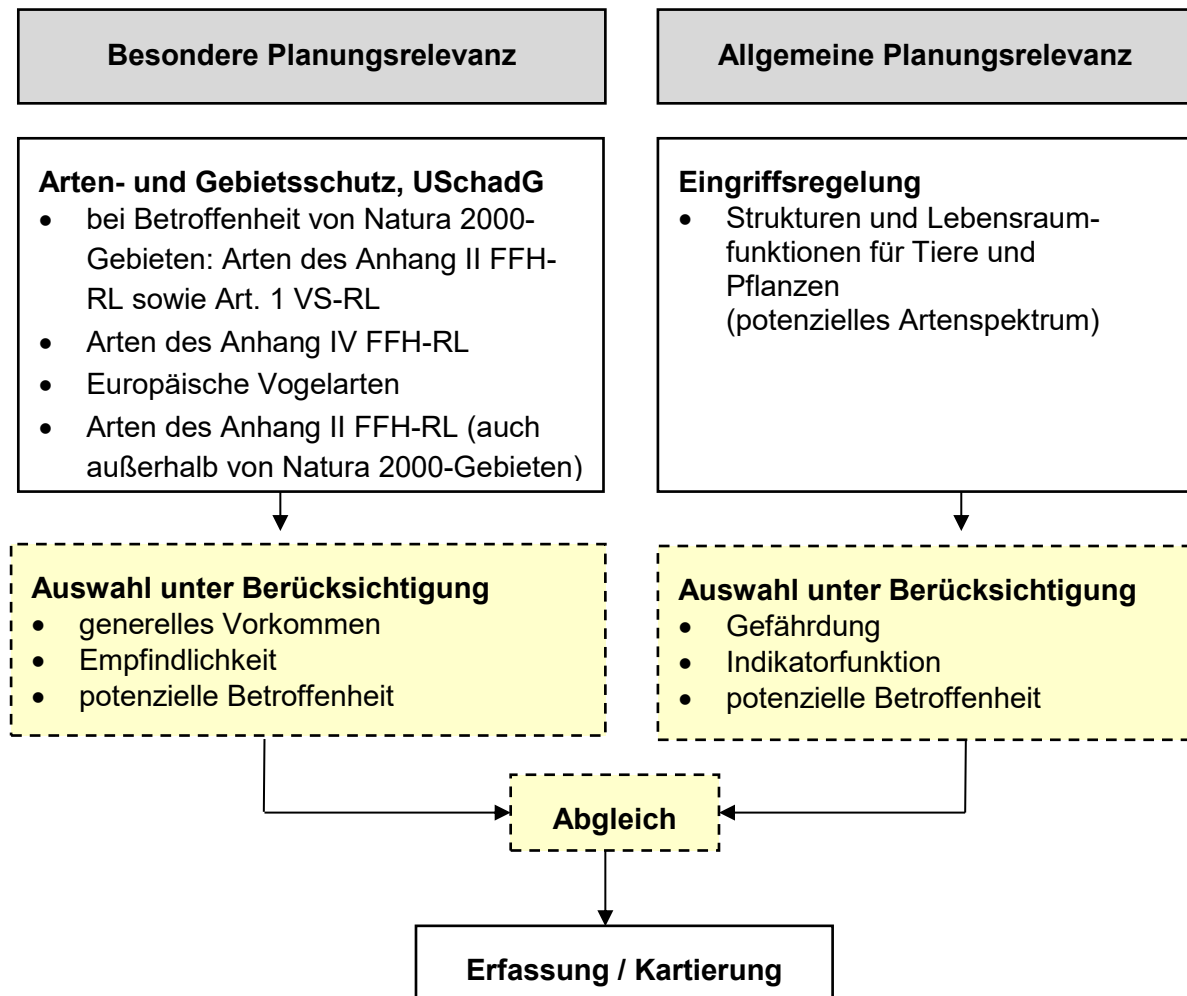 Besondere Planungsrelevanz
Allgemeine Planungsrelevanz
Arten- und Gebietsschutz, USchadG
• bei Betroffenheit von Natura 2000-
Gebieten: Arten des Anhang II FFH-
RL sowie Art. 1 VS-RL
• Arten des Anhang IV FFH-RL
• Europäische Vogelarten
• Arten des Anhang II FFH-RL (auch
außerhalb von Natura 2000-Gebieten)
Eingriffsregelung
• Strukturen und Lebensraum-
funktionen für Tiere und
Pflanzen
(potenzielles Artenspektrum)
Auswahl unter Berücksichtigung
• generelles Vorkommen
• Empfindlichkeit
• potenzielle Betroffenheit
Auswahl unter Berücksichtigung
• Gefährdung
• Indikatorfunktion
• potenzielle Betroffenheit
Abgleich
Erfassung / Kartierung